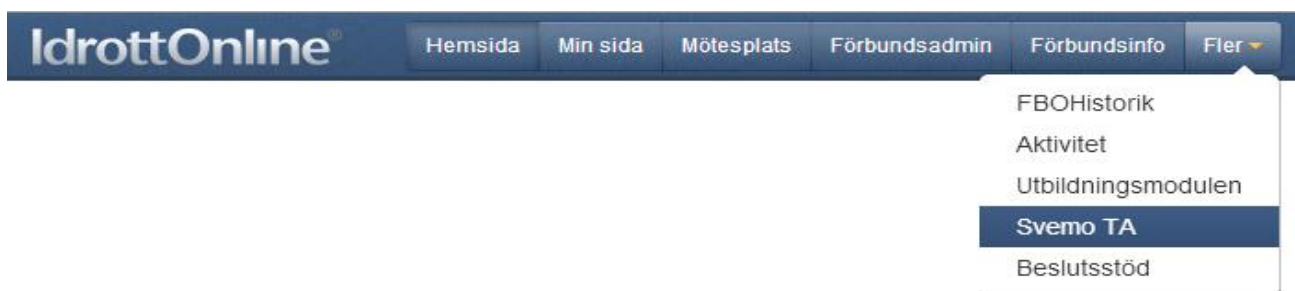 IdrottOnline® Hemsida Min sida Mötesplats Förbundsadmin Förbundsinfo Fler
FBOHistorik
Aktivitet
Utbildningsmodulen
Svemo TA
Beslutsstöd